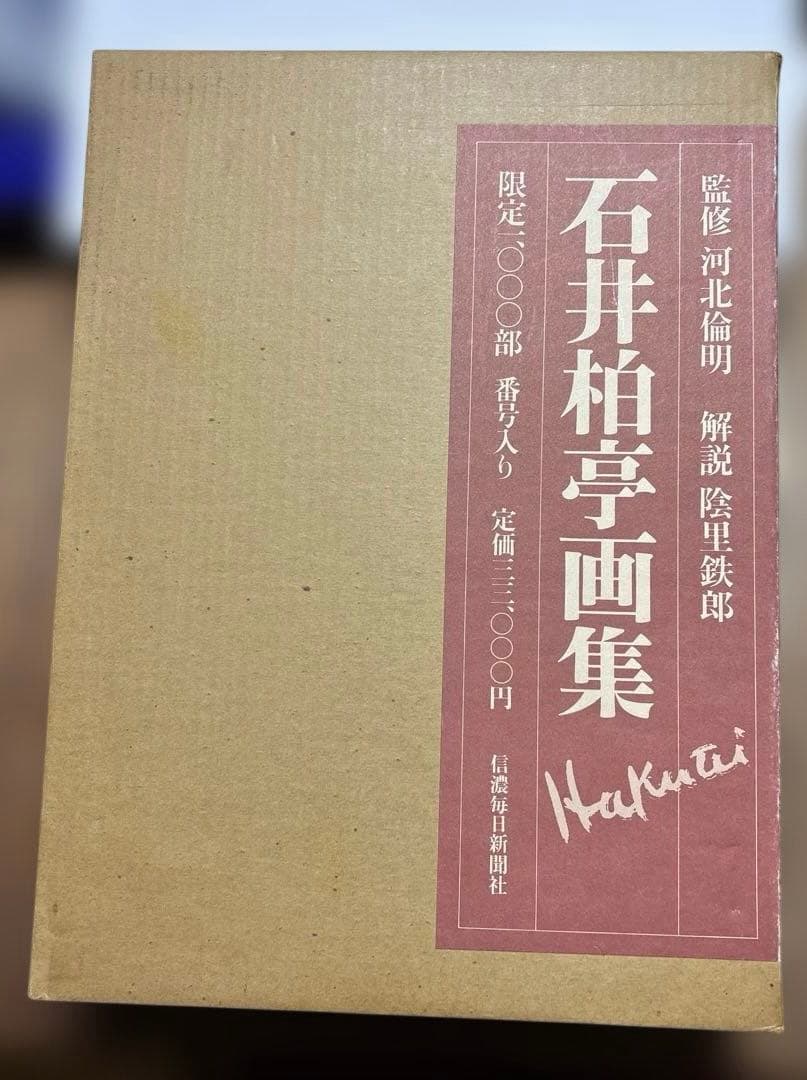 監修 河北倫明 解説 陰里鉄郎
石井柏亭画集
Hakutei
限定一、〇〇〇部 番号入り 定価三三、〇〇〇円
信濃毎日新聞社